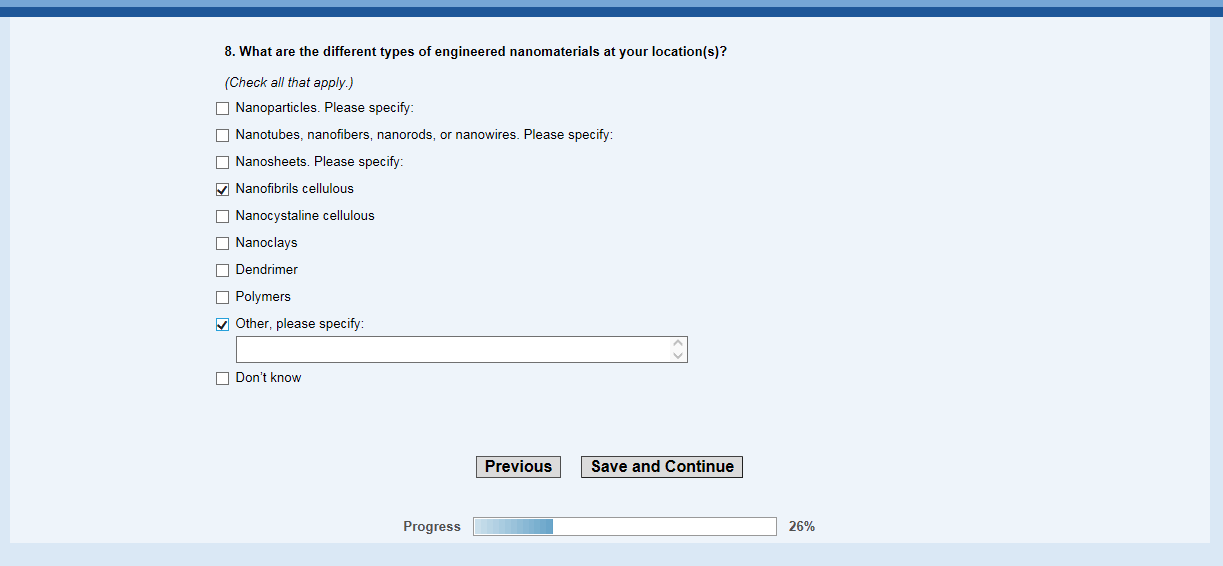 8. What are the different types of engineered nanomaterials at your location(s)?
(Check all that apply.)
Nanoparticles. Please specify:
Nanotubes, nanofibers, nanorods, or nanowires. Please specify:
Nanosheets. Please specify:
Nanofibrils cellulous
Nanocystaline cellulous
Nanoclays
Dendrimer
Polymers
Other, please specify:
Don't know
Previous Save and Continue
Progress 26%